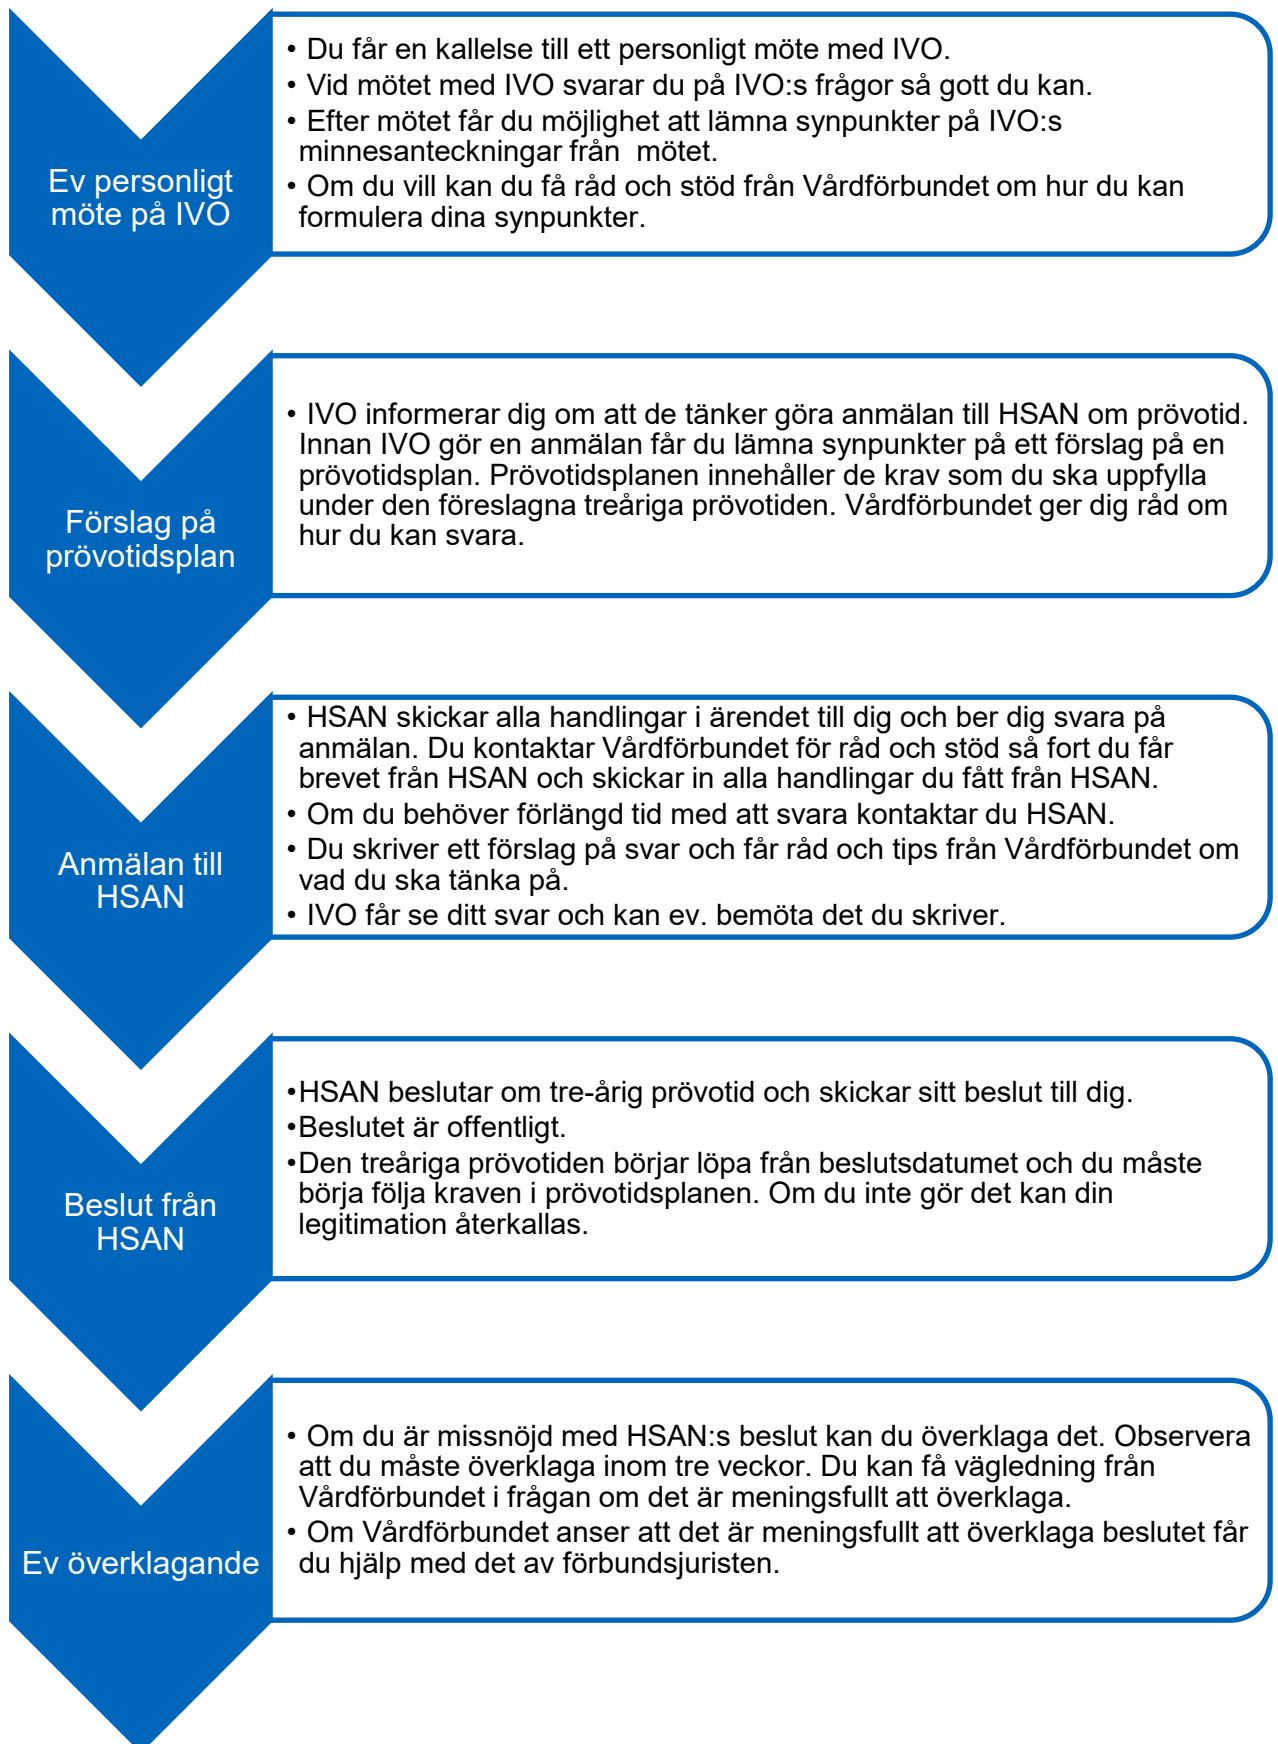 Ev personligt
möte på IVO
• Du får en kallelse till ett personligt möte med IVO.
• Vid mötet med IVO svarar du på IVO:s frågor så gott du kan.
• Efter mötet får du möjlighet att lämna synpunkter på IVO:s
minnesanteckningar från  mötet.
• Om du vill kan du få råd och stöd från Vårdförbundet om hur du kan
formulera dina synpunkter.
Förslag på
prövotidsplan
• IVO informerar dig om att de tänker göra anmälan till HSAN om prövotid.
Innan IVO gör en anmälan får du lämna synpunkter på ett förslag på en
prövotidsplan. Prövotidsplanen innehåller de krav som du ska uppfylla
under den föreslagna treåriga prövotiden. Vårdförbundet ger dig råd om
hur du kan svara.
Anmälan till
HSAN
• HSAN skickar alla handlingar i ärendet till dig och ber dig svara på
anmälan. Du kontaktar Vårdförbundet för råd och stöd så fort du får
brevet från HSAN och skickar in alla handlingar du fått från HSAN.
• Om du behöver förlängd tid med att svara kontaktar du HSAN.
• Du skriver ett förslag på svar och får råd och tips från Vårdförbundet om
vad du ska tänka på.
• IVO får se ditt svar och kan ev. bemöta det du skriver.
Beslut från
HSAN
•HSAN beslutar om tre-årig prövotid och skickar sitt beslut till dig.
•Beslutet är offentligt.
•Den treåriga prövotiden börjar löpa från beslutsdatumet och du måste
börja följa kraven i prövotidsplanen. Om du inte gör det kan din
legitimation återkallas.
Ev överklagande
• Om du är missnöjd med HSAN:s beslut kan du överklaga det. Observera
att du måste överklaga inom tre veckor. Du kan få vägledning från
Vårdförbundet i frågan om det är meningsfullt att överklaga.
• Om Vårdförbundet anser att det är meningsfullt att överklaga beslutet får
du hjälp med det av förbundsjuristen.